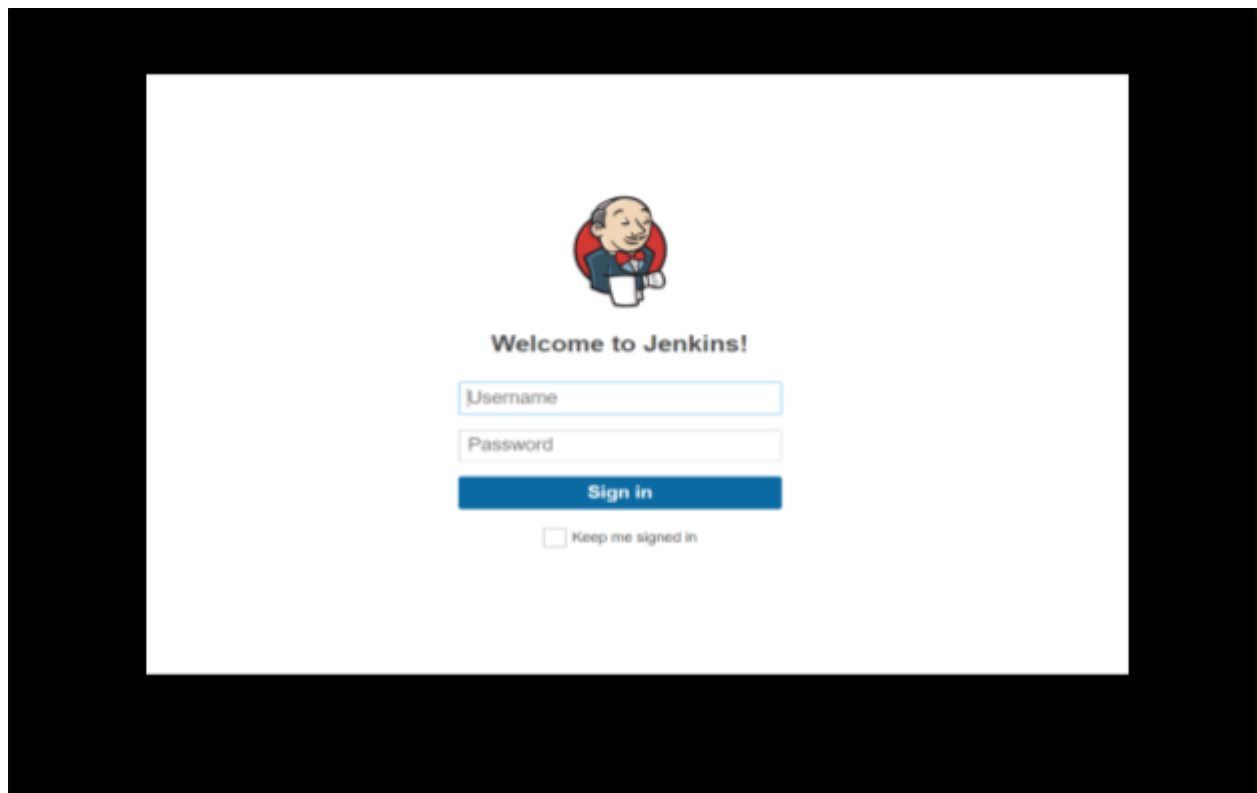 Welcome to Jenkins!
Username
Password
Sign in
Keep me signed in